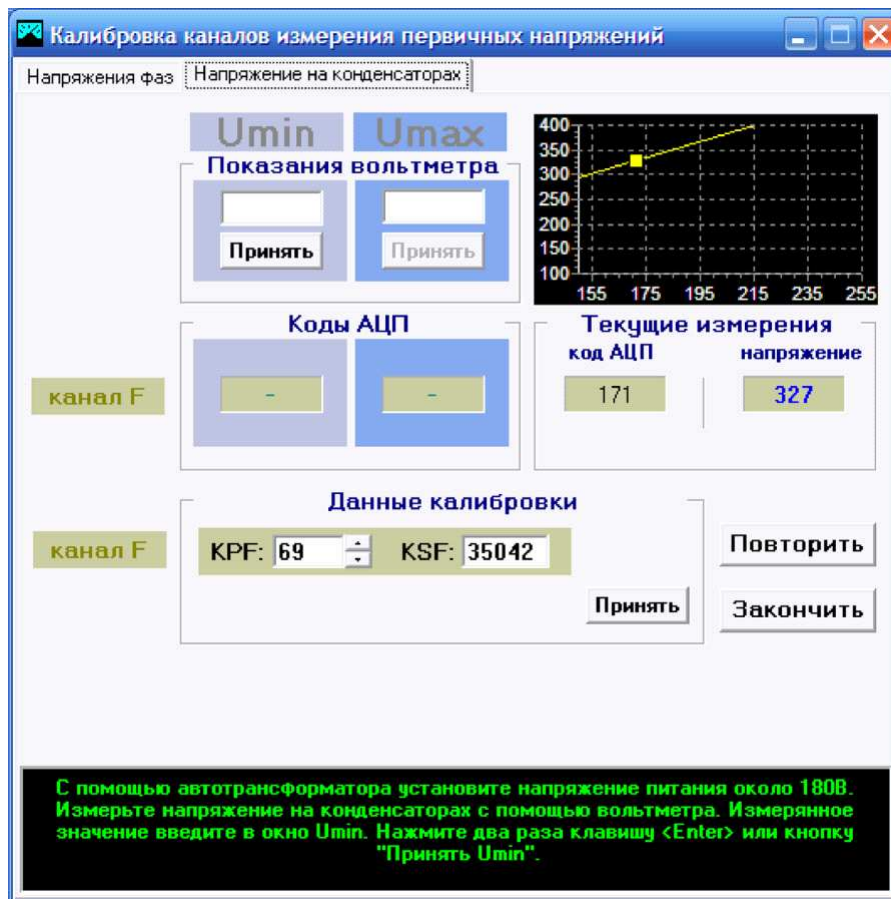 Калибровка каналов измерения первичных напряжений
Напряжения фаз Напряжение на конденсаторах
Umin Umax
Показания вольтметра
Принять Принять
400
350
300
250
200
150
100
155 175 195 215 235 255
Коды АЦП
Текущие измерения
код АЦП напряжение
канал F - - 171 327
Данные калибровки
канал F KPF: 69 KSF: 35042
Повторить
Принять
Закончить
С помощью автотрансформатора установите напряжение питания около 180В.
Измерьте напряжение на конденсаторах с помощью вольтметра. Измерянное
значение введите в окно Umin. Нажмите два раза клавишу <Enter> или кнопку
"Принять Umin".